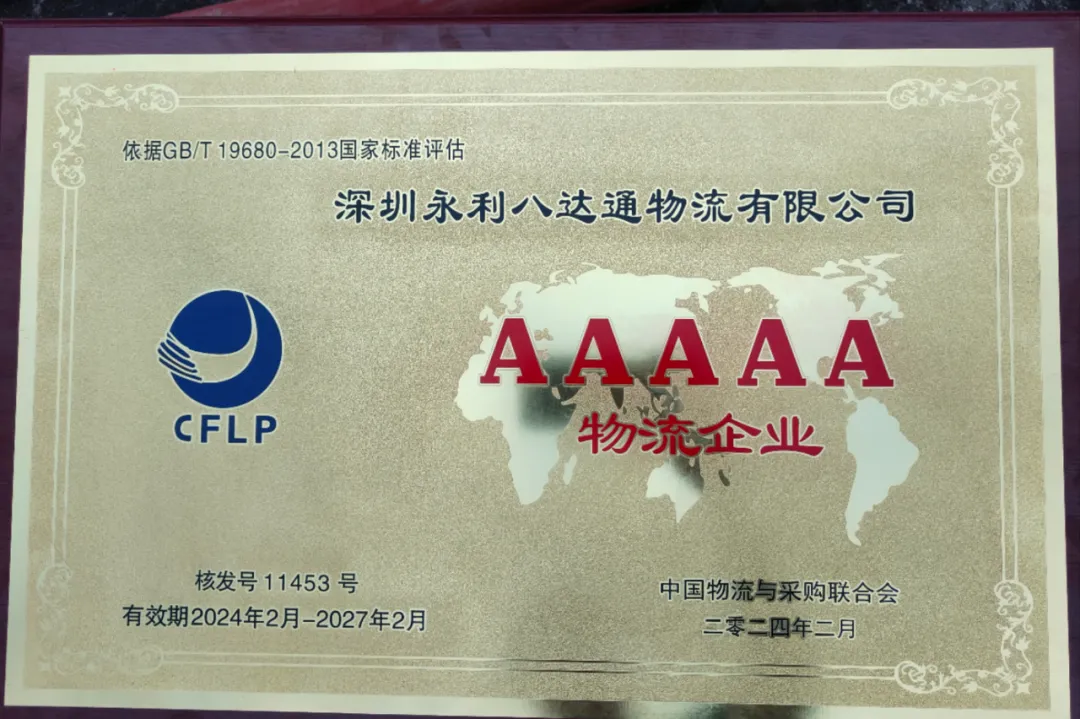 依据GB/T 19680-2013国家标准评估
深圳永利八达通物流有限公司
AAAAA
物流企业
CFLP
核发号 11453 号
有效期2024年2月-2027年2月
中国物流与采购联合会
二零二四年二月